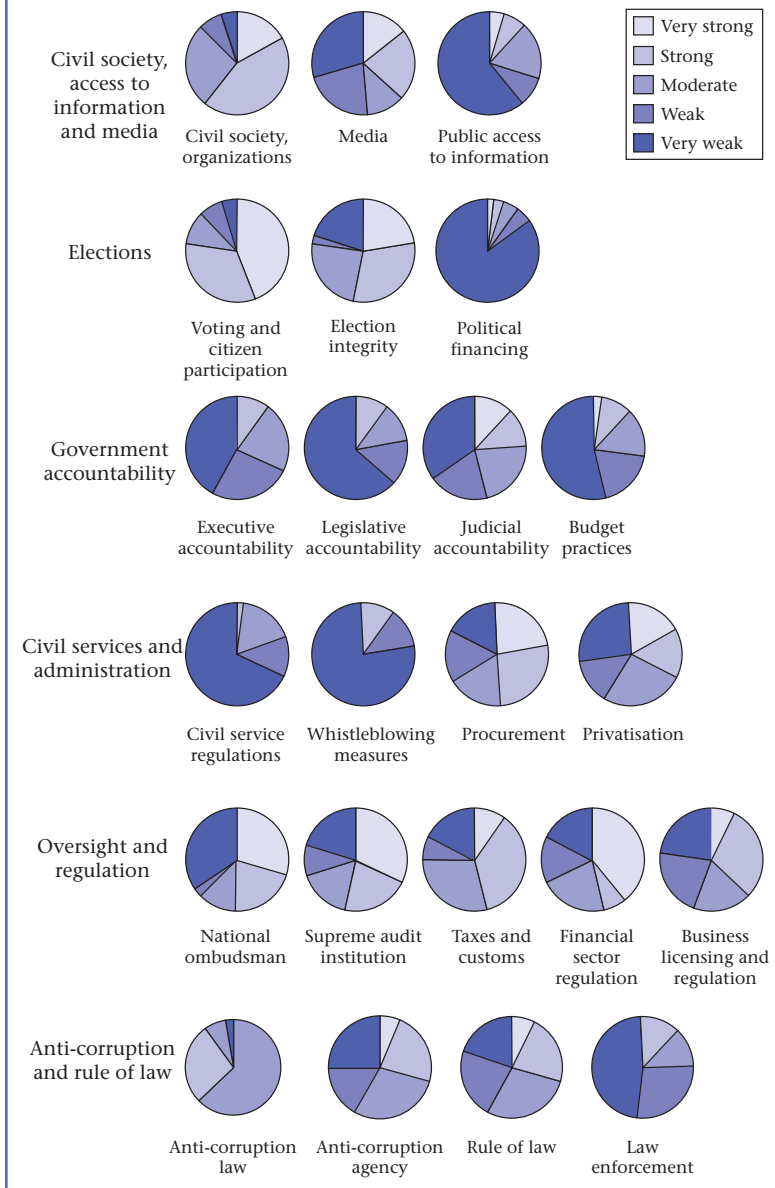 Civil society,
access to
information
and media
Civil society,
organizations
Media
Public access
to information
Very strong
Strong
Moderate
Weak
Very weak
Elections
Voting and
citizen
participation
Election
integrity
Political
financing
Government
accountability
Executive
accountability
Legislative
accountability
Judicial
accountability
Budget
practices
Civil services and
administration
Civil service
regulations
Whistleblowing
measures
Procurement
Privatisation
Oversight and
regulation
National
ombudsman
Supreme audit
institution
Taxes and
customs
Financial
sector
regulation
Business
licensing and
regulation
Anti-corruption
and rule of law
Anti-corruption
law
Anti-corruption
agency
Rule of law
Law
enforcement